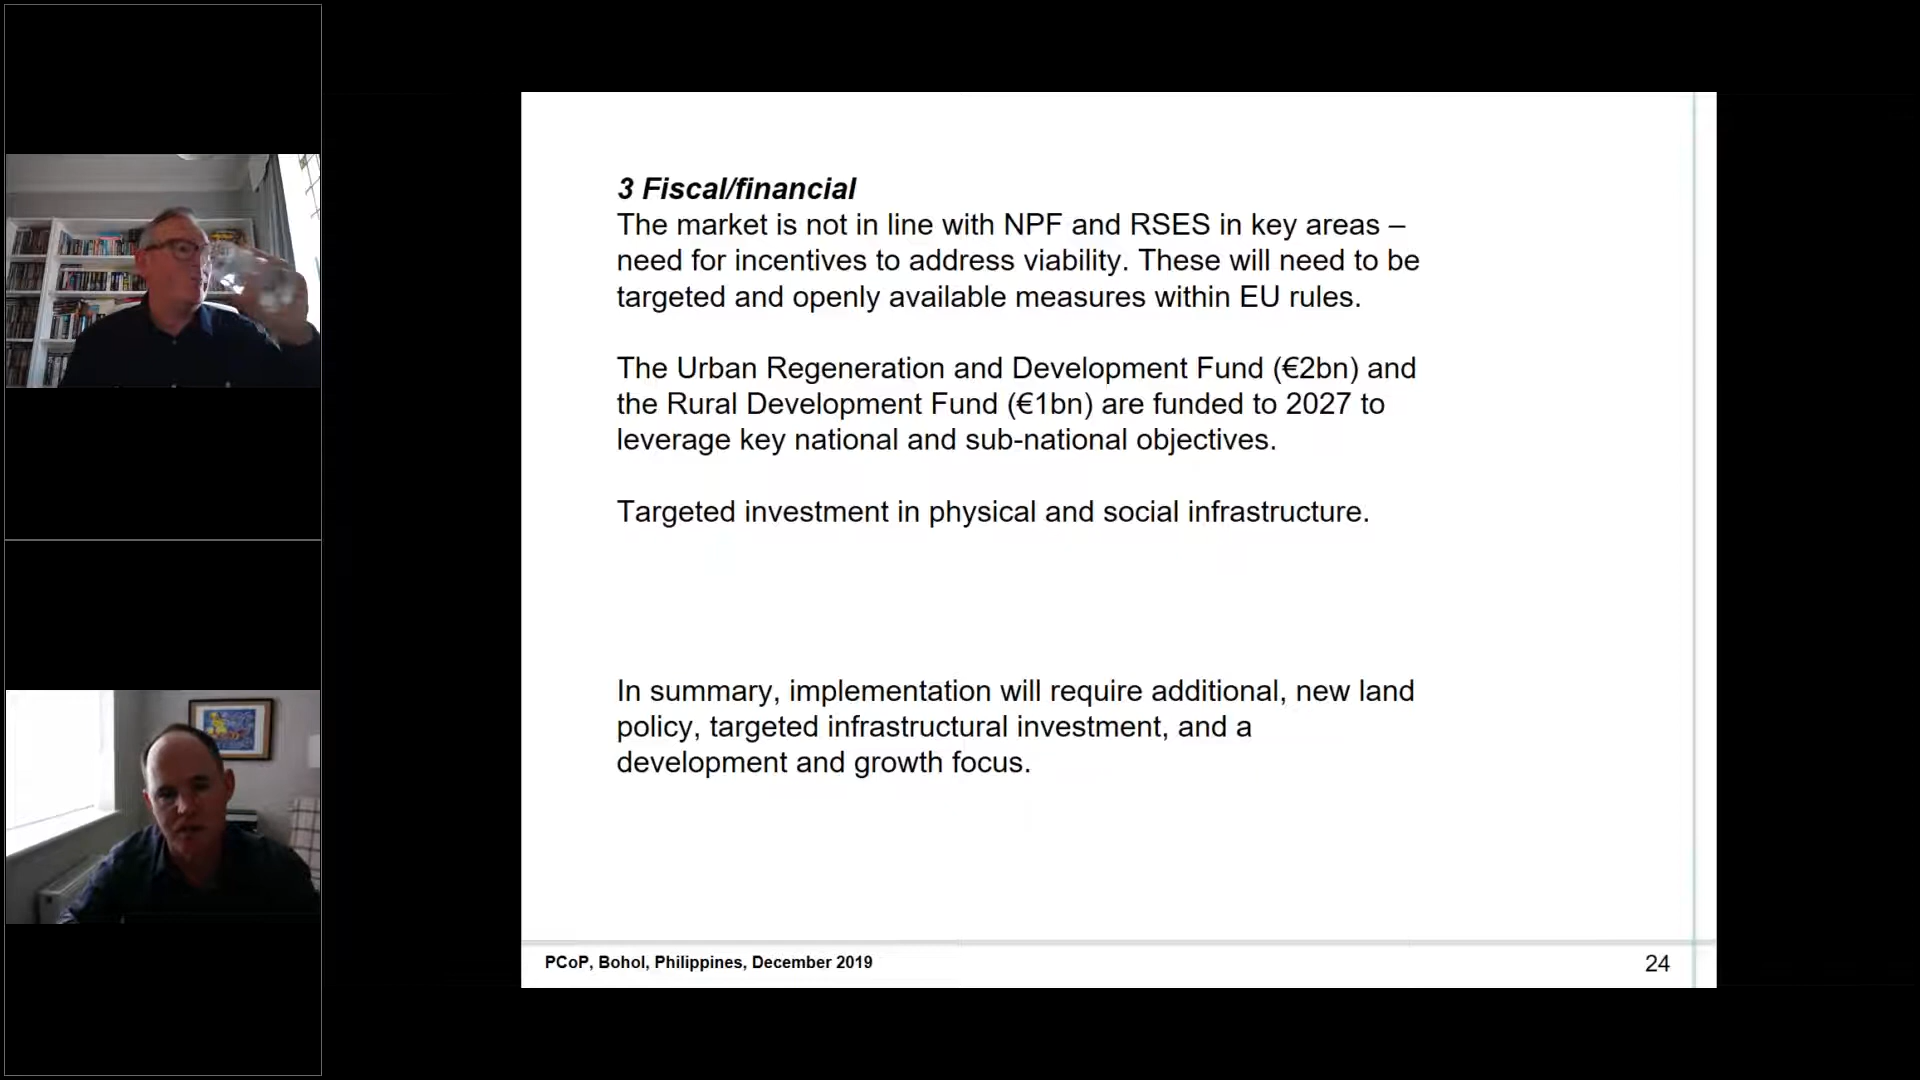 3 Fiscal/financial
The market is not in line with NPF and RSES in key areas –
need for incentives to address viability. These will need to be
targeted and openly available measures within EU rules.
The Urban Regeneration and Development Fund (€2bn) and
the Rural Development Fund (€1bn) are funded to 2027 to
leverage key national and sub-national objectives.
Targeted investment in physical and social infrastructure.
In summary, implementation will require additional, new land
policy, targeted infrastructural investment, and a
development and growth focus.
PCoP, Bohol, Philippines, December 2019
24